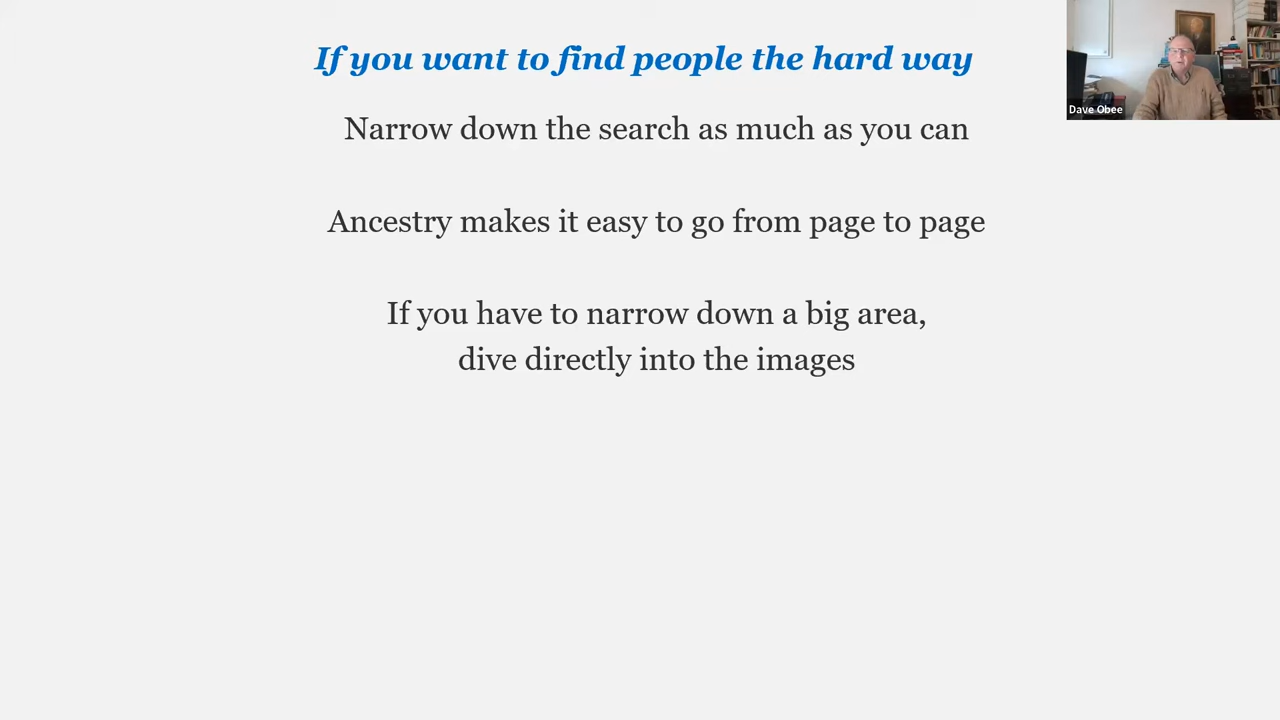 If you want to find people the hard way
Narrow down the search as much as you can
Ancestry makes it easy to go from page to page
If you have to narrow down a big area,
dive directly into the images
Dave Obee